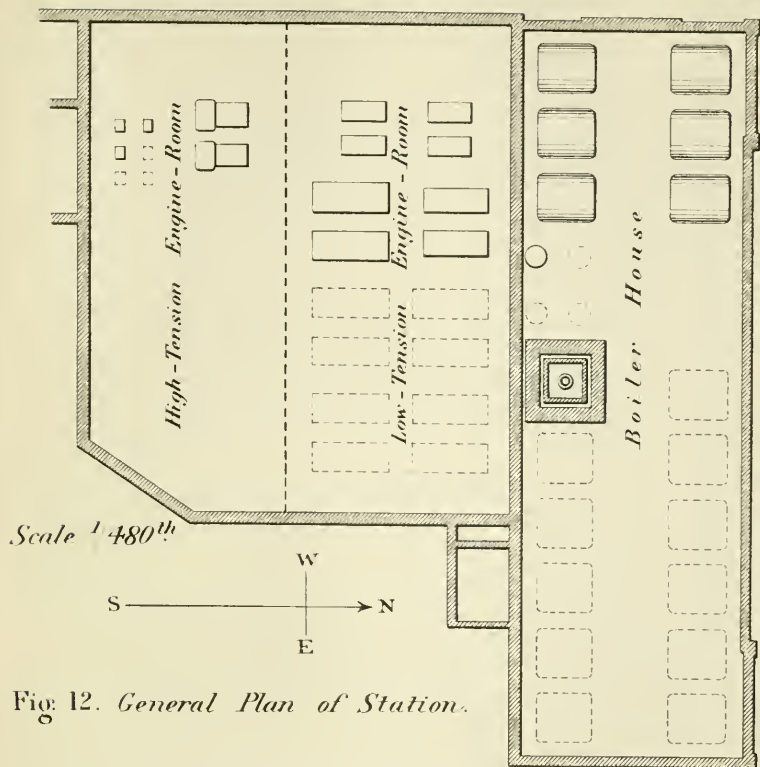 High-Tension Engine-Room
Low-Tension Engine-Room
Boiler House
Scale 1/480th.
W
S N
E
Fig. 12. General Plan of Station.